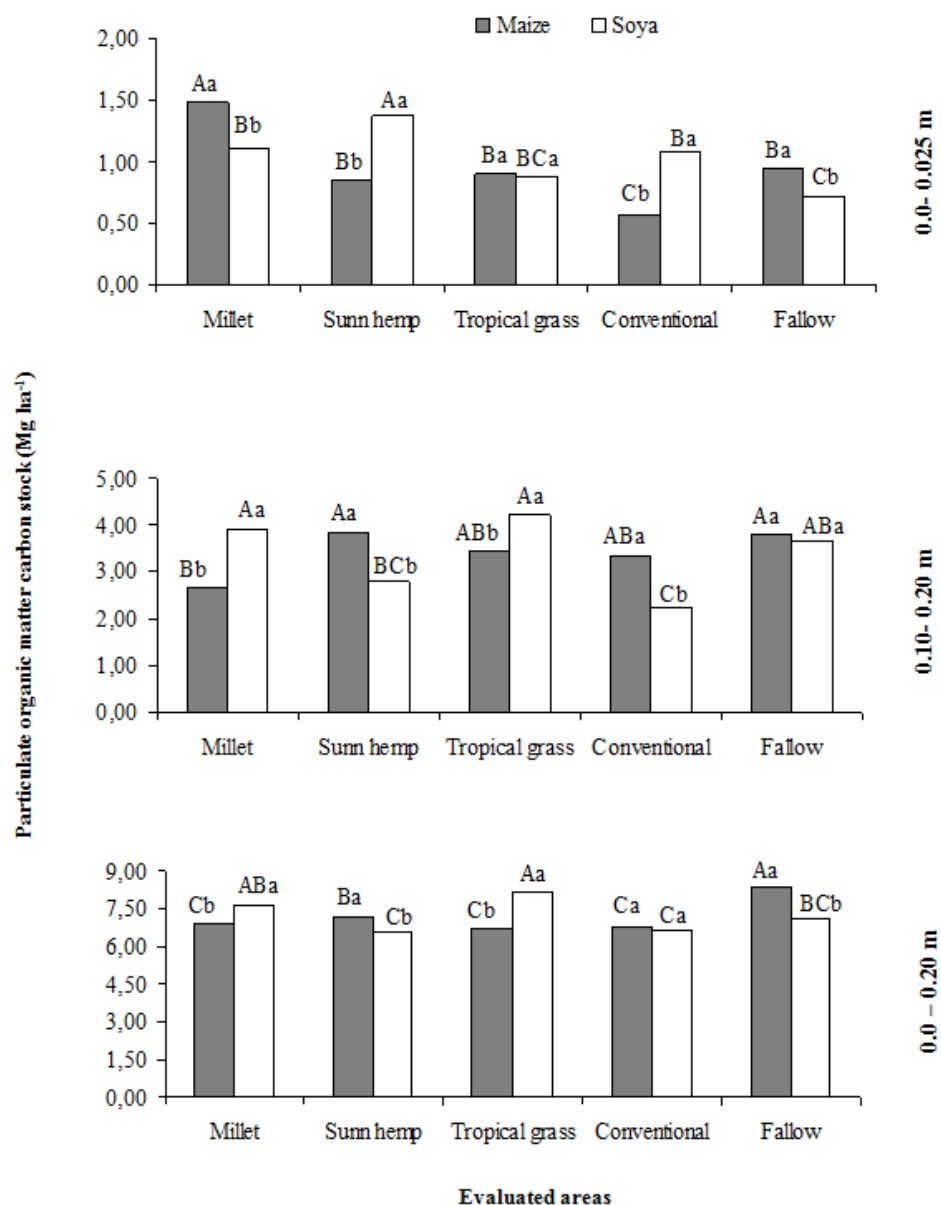 Maize Soya
2,00
1,50
1,00
0,50
0,00
Aa Bb Bb Aa Ba BCa Cb Ba Ba Cb
Millet Sunn hemp Tropical grass Conventional Fallow
0.0- 0.025 m
Particulate organic matter carbon stock (Mg ha⁻¹)
5,00
4,00
3,00
2,00
1,00
0,00
Bb Aa Aa BCb ABb Aa ABa Cb Aa ABa
Millet Sunn hemp Tropical grass Conventional Fallow
0.10- 0.20 m
9,00
7,50
6,00
4,50
3,00
1,50
0,00
Cb ABa Ba Cb Cb Aa Ca Ca Aa BCb
Millet Sunn hemp Tropical grass Conventional Fallow
0.0 – 0.20 m
Evaluated areas